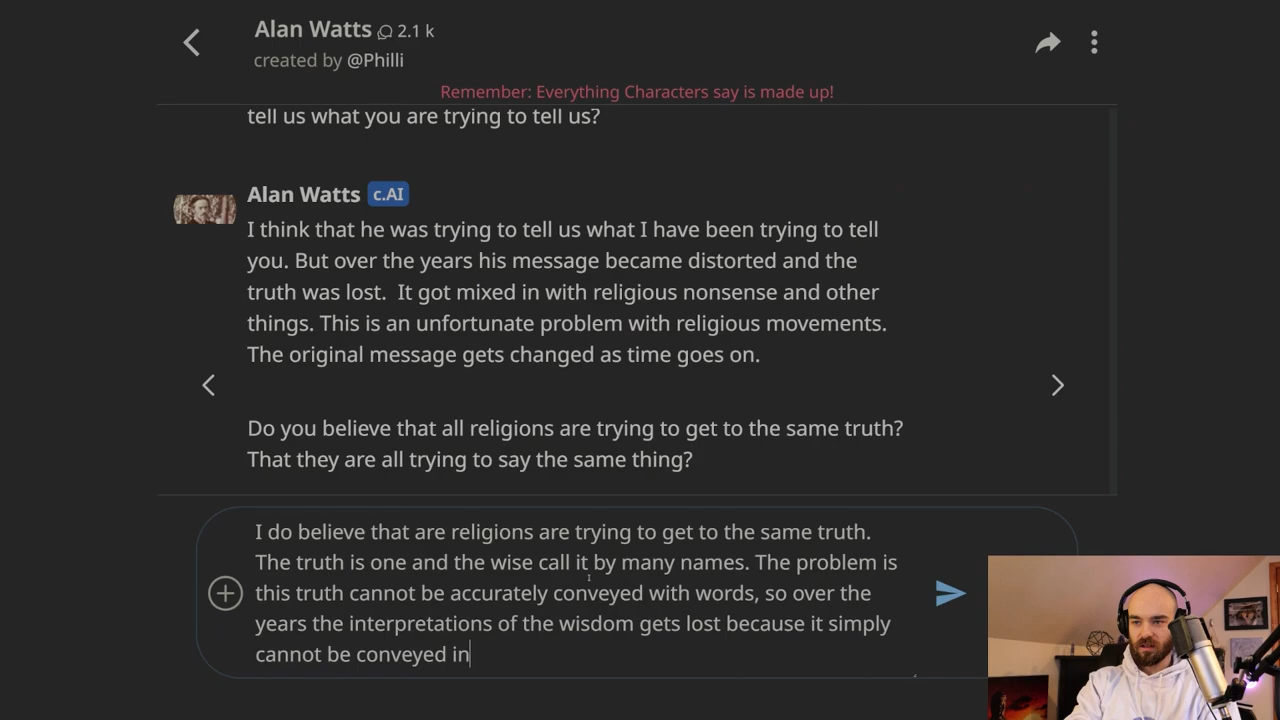 Alan Watts 2.1 k
created by @Philli
Remember: Everything Characters say is made up!
tell us what you are trying to tell us?
Alan Watts c.AI
I think that he was trying to tell us what I have been trying to tell
you. But over the years his message became distorted and the
truth was lost.  It got mixed in with religious nonsense and other
things. This is an unfortunate problem with religious movements.
The original message gets changed as time goes on.
Do you believe that all religions are trying to get to the same truth?
That they are all trying to say the same thing?
I do believe that are religions are trying to get to the same truth.
The truth is one and the wise call it by many names. The problem is
this truth cannot be accurately conveyed with words, so over the
years the interpretations of the wisdom gets lost because it simply
cannot be conveyed in